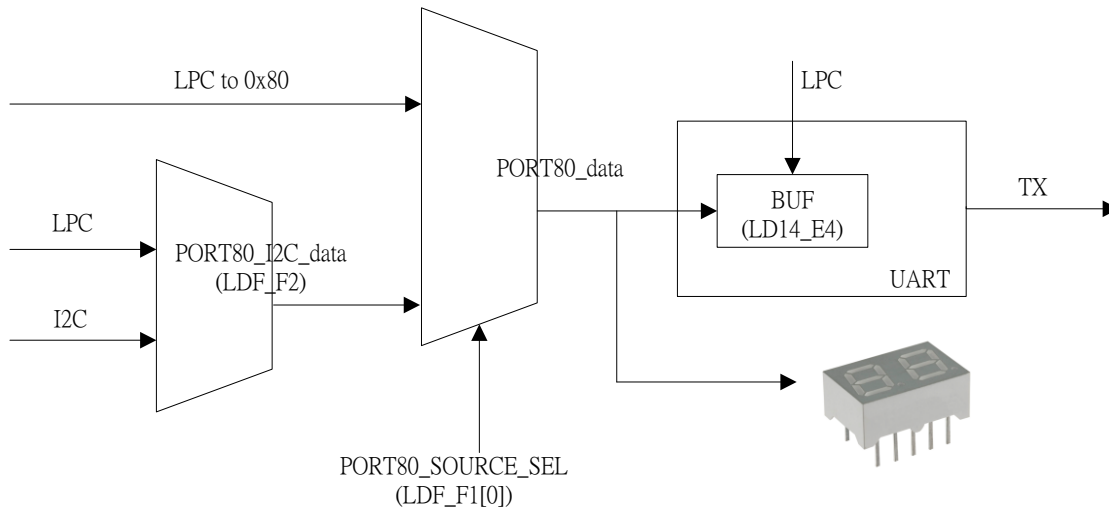 LPC to 0x80
LPC
PORT80_data
BUF
(LD14_E4)
TX
LPC
PORT80_I2C_data
(LDF_F2)
UART
I2C
PORT80_SOURCE_SEL
(LDF_F1[0])